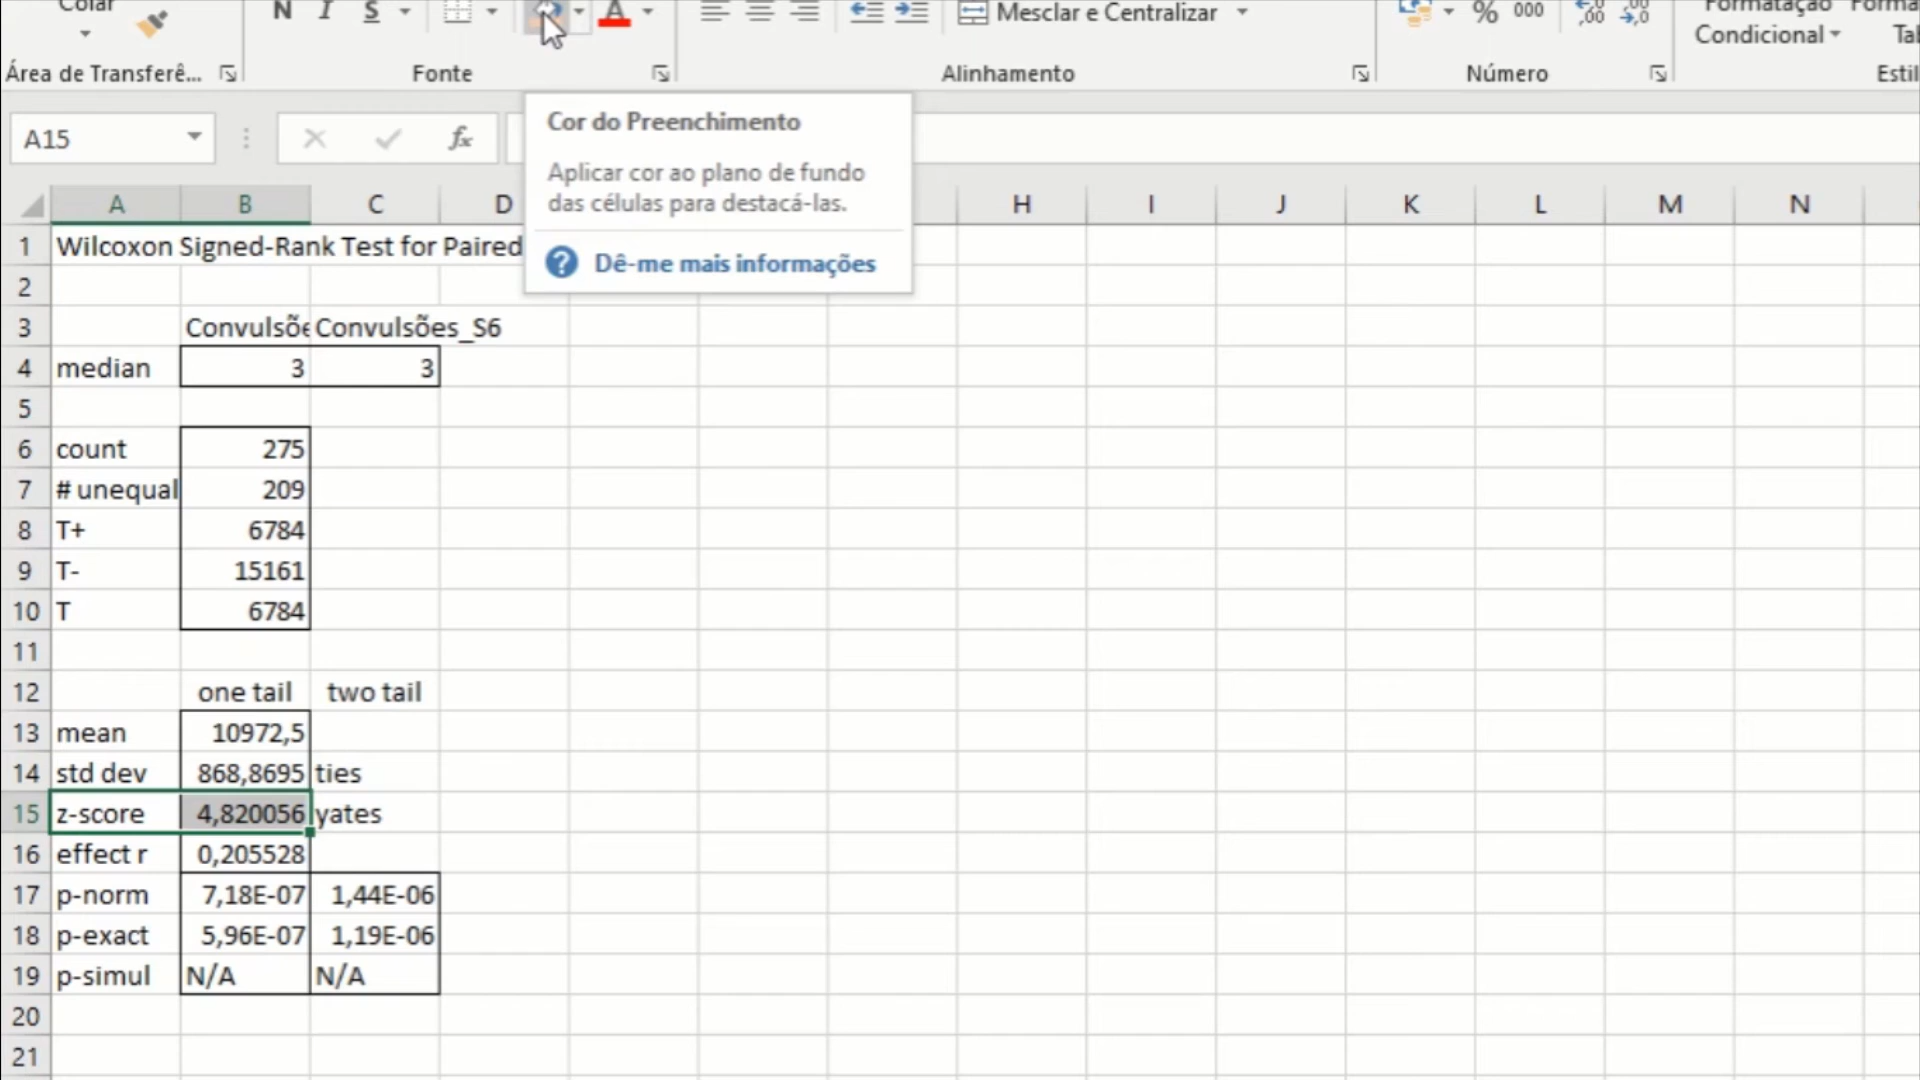 Colar N I S A Mesclar e Centralizar % 000 ,00 ,00 Formatação
Condicional
Área de Transferê... Fonte Alinhamento Número
A15 fx
Cor do Preenchimento
Aplicar cor ao plano de fundo
das células para destacá-las.
? Dê-me mais informações
A B C D H I J K L M N
1 Wilcoxon Signed-Rank Test for Paired
2
3 Convulsõe Convulsões_S6
4 median 3 3
5
6 count 275
7 # unequal 209
8 T+ 6784
9 T- 15161
10 T 6784
11
12 one tail two tail
13 mean 10972,5
14 std dev 868,8695 ties
15 z-score 4,820056 yates
16 effect r 0,205528
17 p-norm 7,18E-07 1,44E-06
18 p-exact 5,96E-07 1,19E-06
19 p-simul N/A N/A
20
21